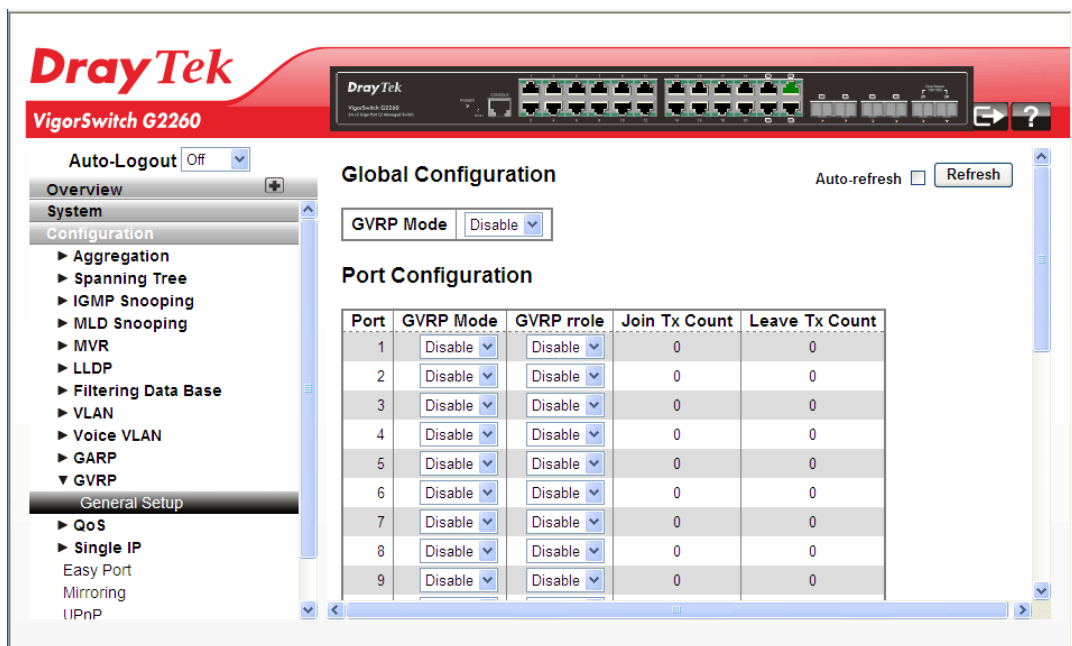 DrayTek
VigorSwitch G2260
DrayTek
VigorSwitch G2260
CONSOLE
POWER
Auto-Logout Off
Overview
System
Configuration
Aggregation
Spanning Tree
IGMP Snooping
MLD Snooping
MVR
LLDP
Filtering Data Base
VLAN
Voice VLAN
GARP
GVRP
General Setup
QoS
Single IP
Easy Port
Mirroring
UPnP
Global Configuration
Auto-refresh Refresh
GVRP Mode Disable
Port Configuration
Port GVRP Mode GVRP rrole Join Tx Count Leave Tx Count
1 Disable Disable 0 0
2 Disable Disable 0 0
3 Disable Disable 0 0
4 Disable Disable 0 0
5 Disable Disable 0 0
6 Disable Disable 0 0
7 Disable Disable 0 0
8 Disable Disable 0 0
9 Disable Disable 0 0